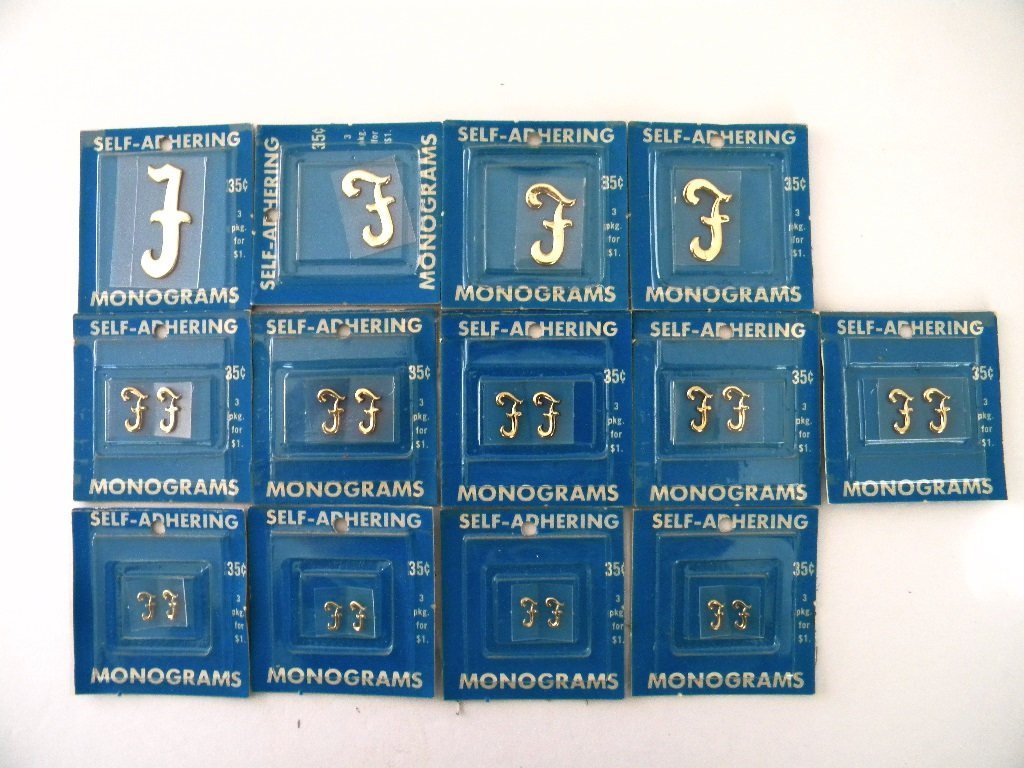 SELF-ADHERING
35¢
3
pkg.
for
$1.
F
MONOGRAMS
SELF-ADHERING
35¢
3
pkg.
for
$1.
F
MONOGRAMS
SELF-ADHERING
35¢
3
pkg.
for
$1.
F
MONOGRAMS
SELF-ADHERING
35¢
3
pkg.
for
$1.
F
MONOGRAMS
SELF-ADHERING
35¢
3
pkg.
for
$1.
F F
MONOGRAMS
SELF-ADHERING
35¢
3
pkg.
for
$1.
F F
MONOGRAMS
SELF-ADHERING
35¢
3
pkg.
for
$1.
F F
MONOGRAMS
SELF-ADHERING
35¢
3
pkg.
for
$1.
F F
MONOGRAMS
SELF-ADHERING
35¢
3
pkg.
for
$1.
F F
MONOGRAMS
SELF-ADHERING
35¢
3
pkg.
for
$1.
F F
MONOGRAMS
SELF-ADHERING
35¢
3
pkg.
for
$1.
F F
MONOGRAMS
SELF-ADHERING
35¢
3
pkg.
for
$1.
F F
MONOGRAMS
SELF-ADHERING
35¢
3
pkg.
for
$1.
F F
MONOGRAMS